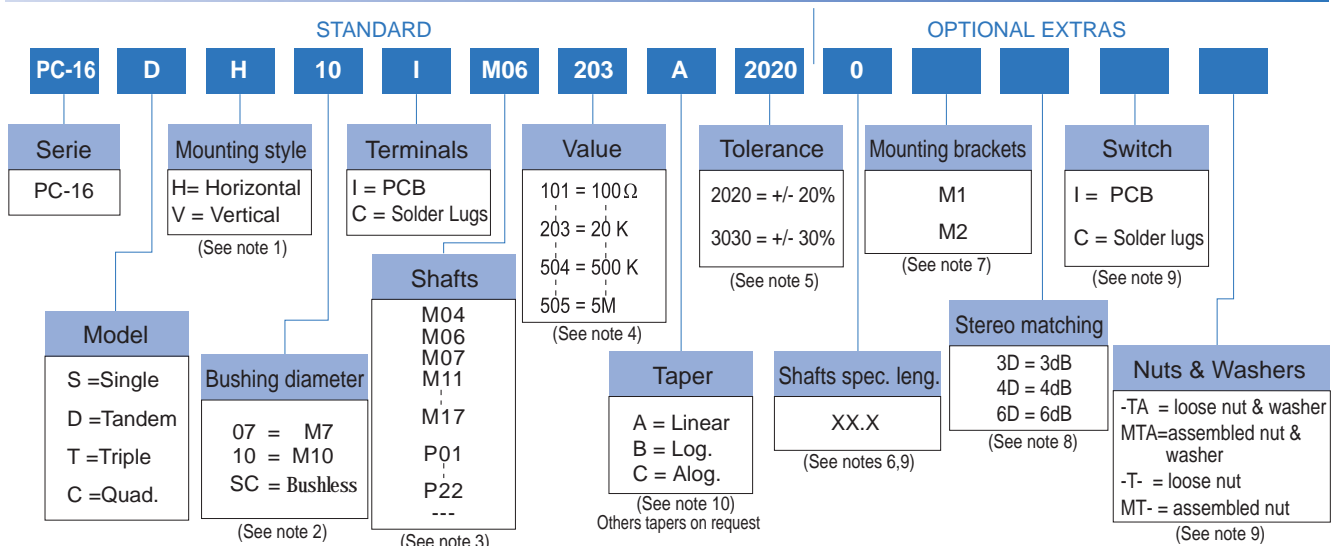 STANDARD
OPTIONAL EXTRAS
PC-16 D H 10 I M06 203 A 2020 0
Serie
PC-16
Mounting style
H= Horizontal
V = Vertical
(See note 1)
Terminals
I = PCB
C = Solder Lugs
Value
101 = 100Ω
203 = 20 K
504 = 500 K
505 = 5M
(See note 4)
Tolerance
2020 = +/- 20%
3030 = +/- 30%
(See note 5)
Mounting brackets
M1
M2
(See note 7)
Switch
I = PCB
C = Solder lugs
(See note 9)
Model
S =Single
D =Tandem
T =Triple
C =Quad.
Bushing diameter
07 = M7
10 = M10
SC = Bushless
(See note 2)
Shafts
M04
M06
M07
M11
M17
P01
P22
---
(See note 3)
Taper
A = Linear
B = Log.
C = Alog.
(See note 10)
Others tapers on request
Shafts spec. leng.
XX.X
(See notes 6,9)
Stereo matching
3D = 3dB
4D = 4dB
6D = 6dB
(See note 8)
Nuts & Washers
-TA = loose nut & washer
MTA=assembled nut &
washer
-T- = loose nut
MT- = assembled nut
(See note 9)